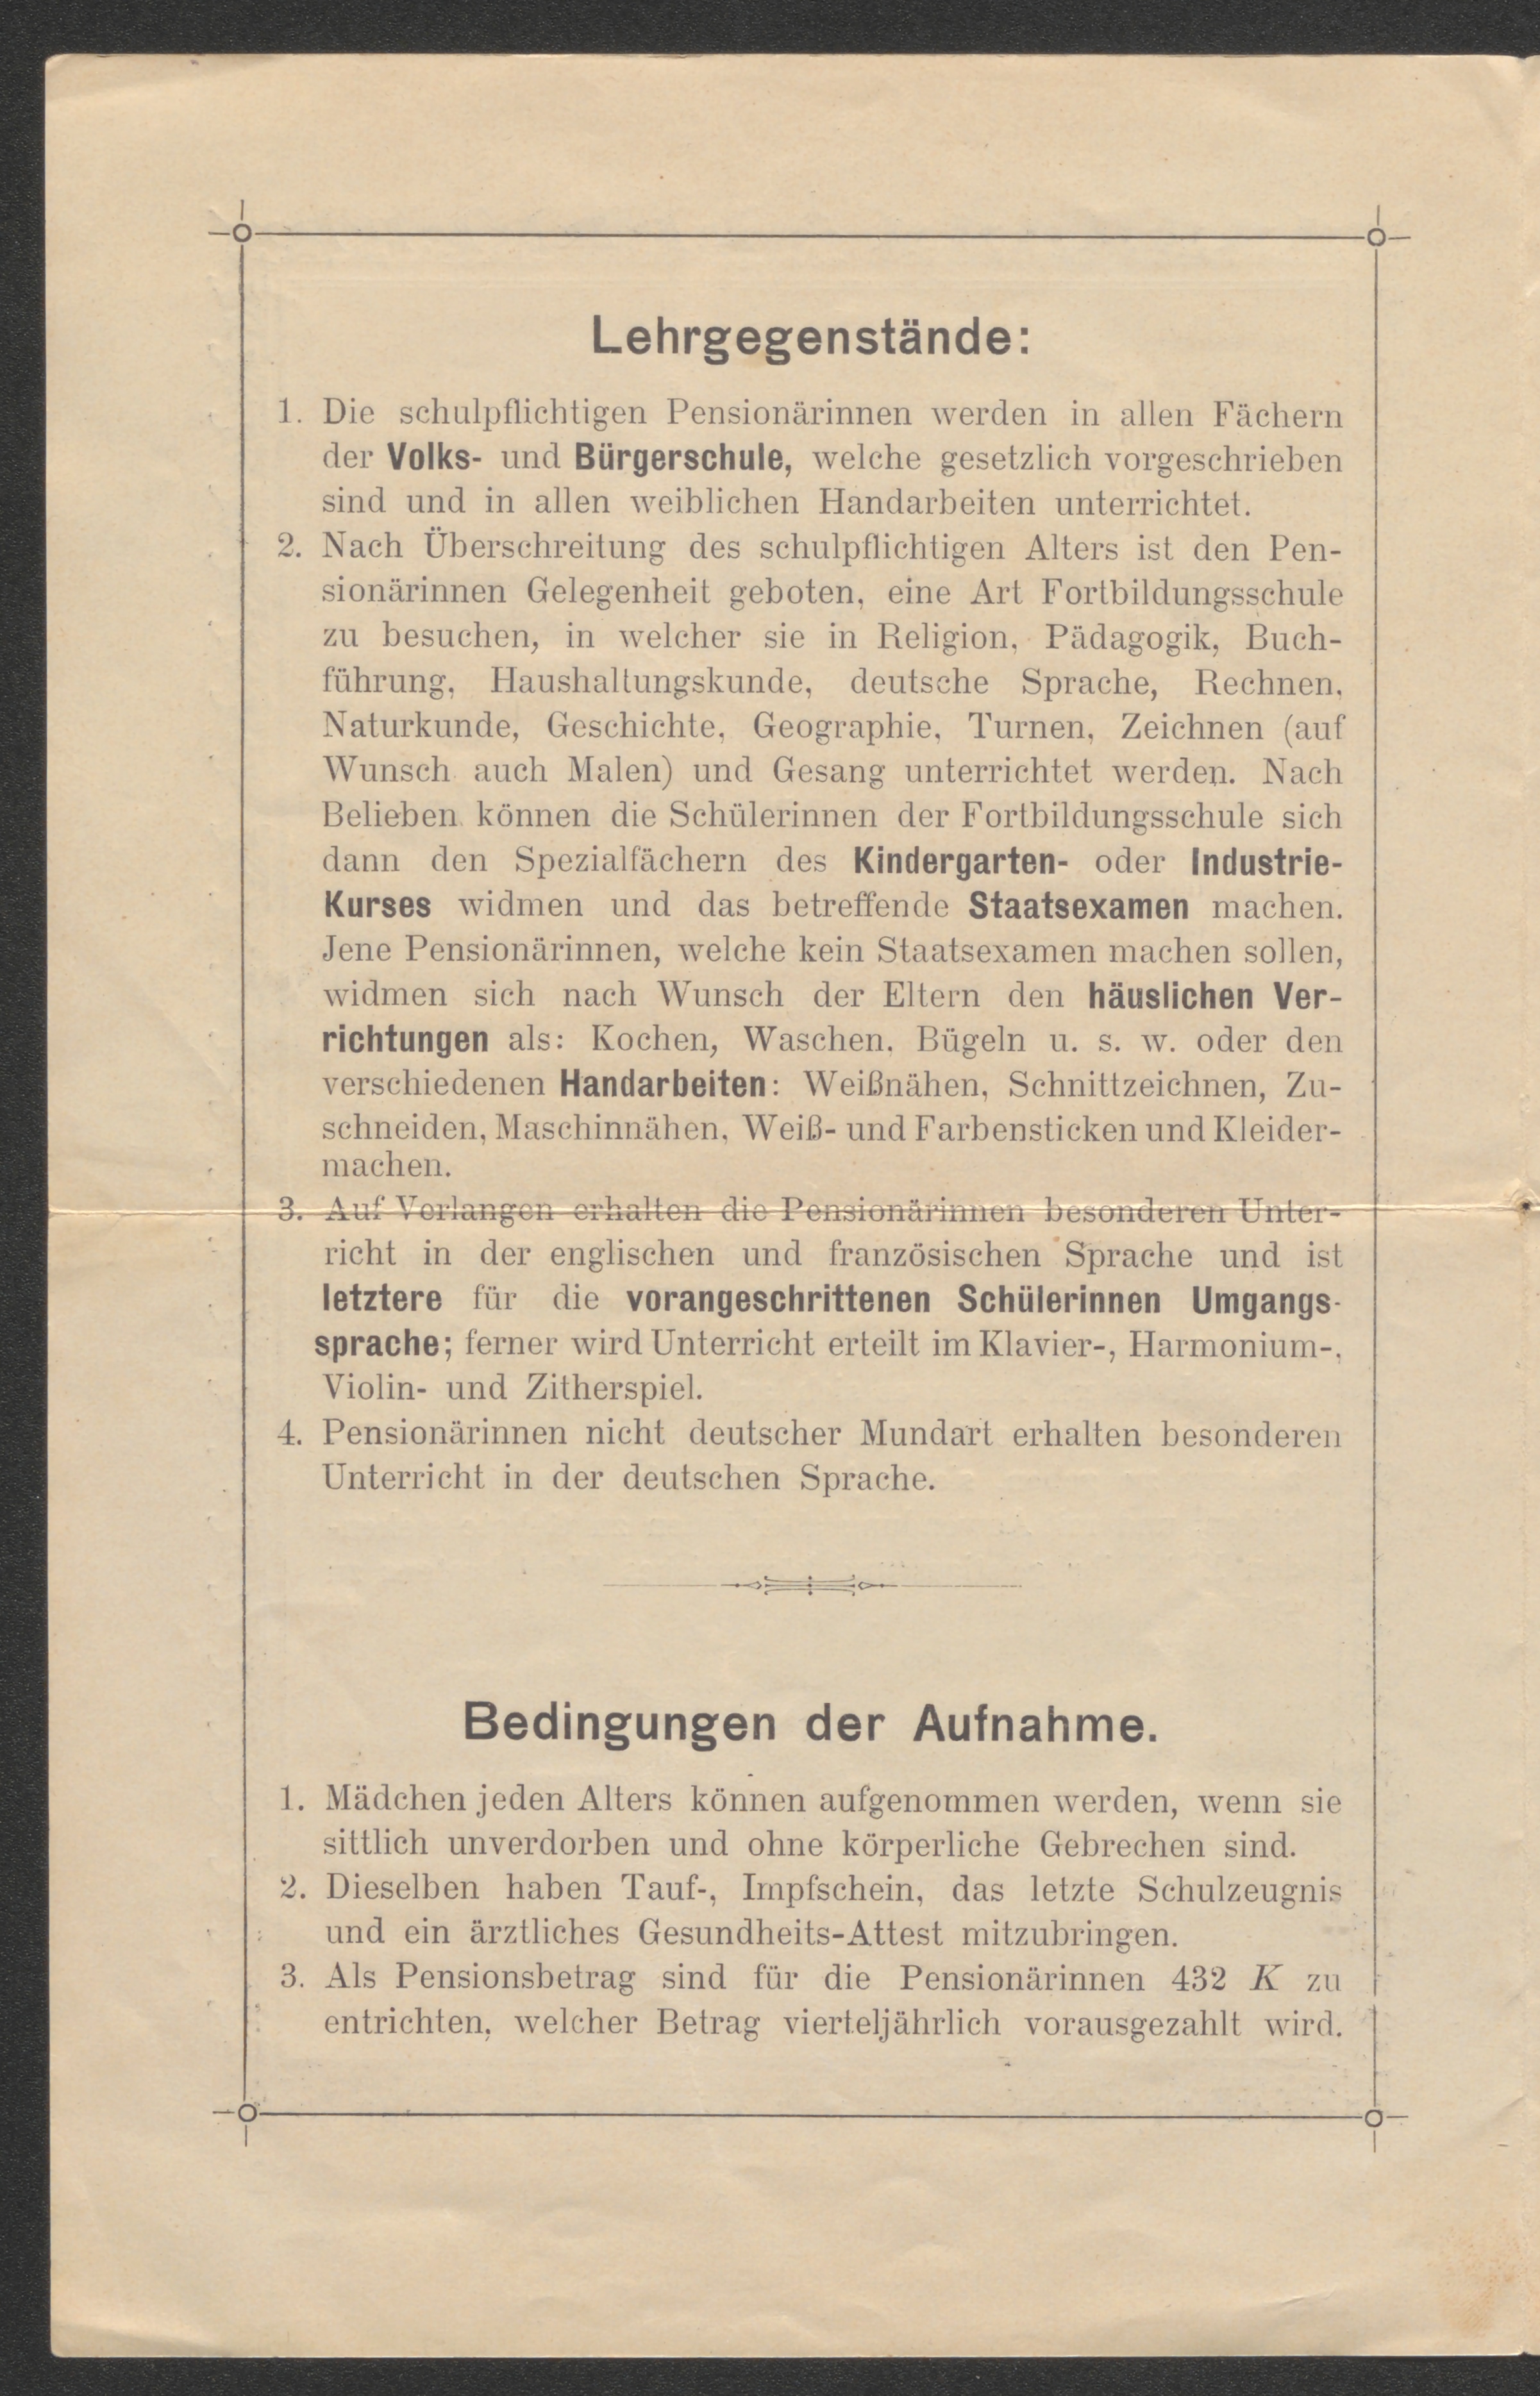 Lehrgegenstände:
1. Die schulpflichtigen Pensionärinnen werden in allen Fächern
der Volks- und Bürgerschule, welche gesetzlich vorgeschrieben
sind und in allen weiblichen Handarbeiten unterrichtet.
2. Nach Überschreitung des schulpflichtigen Alters ist den Pen-
sionärinnen Gelegenheit geboten, eine Art Fortbildungsschule
zu besuchen, in welcher sie in Religion, Pädagogik, Buch-
führung, Haushaltungskunde, deutsche Sprache, Rechnen,
Naturkunde, Geschichte, Geographie, Turnen, Zeichnen (auf
Wunsch auch Malen) und Gesang unterrichtet werden. Nach
Belieben können die Schülerinnen der Fortbildungsschule sich
dann den Spezialfächern des Kindergarten- oder Industrie-
Kurses widmen und das betreffende Staatsexamen machen.
Jene Pensionärinnen, welche kein Staatsexamen machen sollen,
widmen sich nach Wunsch der Eltern den häuslichen Ver-
richtungen als: Kochen, Waschen, Bügeln u. s. w. oder den
verschiedenen Handarbeiten: Weißnähen, Schnittzeichnen, Zu-
schneiden, Maschinnähen, Weiß- und Farbensticken und Kleider-
machen.
3. Auf Verlangen erhalten die Pensionärinnen besonderen Unter-
richt in der englischen und französischen Sprache und ist
letztere für die vorangeschrittenen Schülerinnen Umgangs-
sprache; ferner wird Unterricht erteilt im Klavier-, Harmonium-,
Violin- und Zitherspiel.
4. Pensionärinnen nicht deutscher Mundart erhalten besonderen
Unterricht in der deutschen Sprache.
Bedingungen der Aufnahme.
1. Mädchen jeden Alters können aufgenommen werden, wenn sie
sittlich unverdorben und ohne körperliche Gebrechen sind.
2. Dieselben haben Tauf-, Impfschein, das letzte Schulzeugnis
und ein ärztliches Gesundheits-Attest mitzubringen.
3. Als Pensionsbetrag sind für die Pensionärinnen 432 K zu
entrichten, welcher Betrag vierteljährlich vorausgezahlt wird.